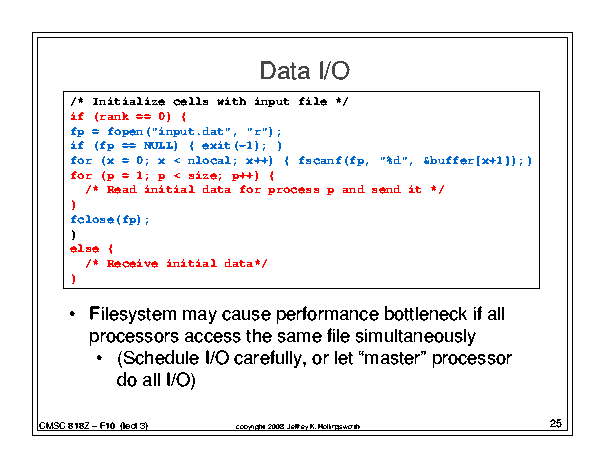 Data I/O
/* Initialize cells with input file */
if (rank == 0) {
fp = fopen("input.dat", "r");
if (fp == NULL) { exit(-1); }
for (x = 0; x < nlocal; x++) { fscanf(fp, "%d", &buffer[x+1]);}
for (p = 1; p < size; p++) {
/* Read initial data for process p and send it */
}
fclose(fp);
}
else {
/* Receive initial data*/
}
• Filesystem may cause performance bottleneck if all
processors access the same file simultaneously
• (Schedule I/O carefully, or let “master” processor
do all I/O)
CMSC 818Z – F10 (lect 3)
copyright 2008 Jeffrey K. Hollingsworth
25